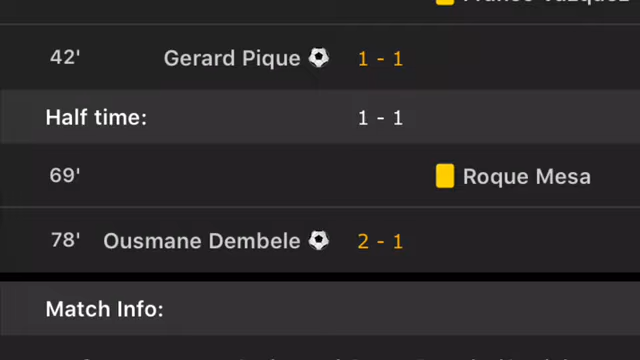 42' Gerard Pique 1 - 1
Half time: 1 - 1
69' Roque Mesa
78' Ousmane Dembele 2 - 1
Match Info: